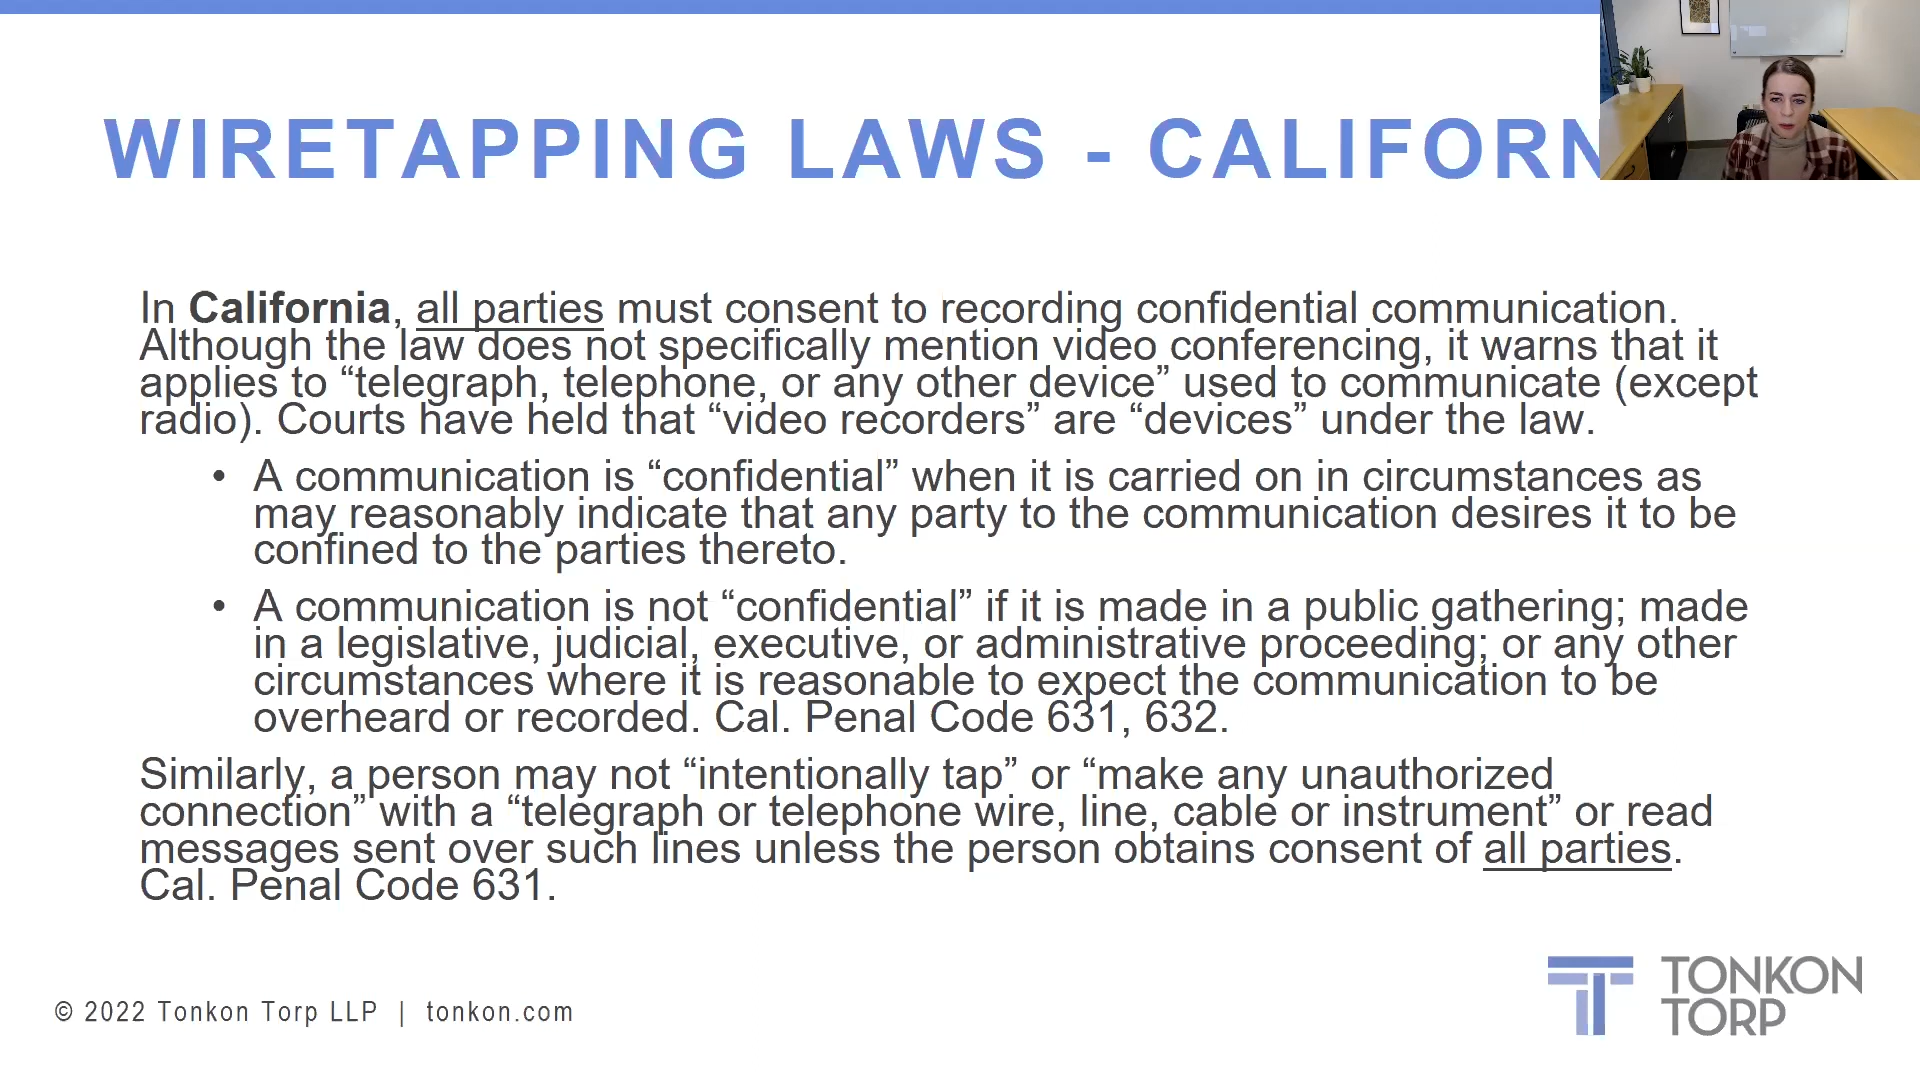 WIRETAPPING LAWS - CALIFORN
In California, all parties must consent to recording confidential communication.
Although the law does not specifically mention video conferencing, it warns that it
applies to “telegraph, telephone, or any other device” used to communicate (except
radio). Courts have held that “video recorders” are “devices” under the law.
• A communication is “confidential” when it is carried on in circumstances as
may reasonably indicate that any party to the communication desires it to be
confined to the parties thereto.
• A communication is not “confidential” if it is made in a public gathering; made
in a legislative, judicial, executive, or administrative proceeding; or any other
circumstances where it is reasonable to expect the communication to be
overheard or recorded. Cal. Penal Code 631, 632.
Similarly, a person may not “intentionally tap” or “make any unauthorized
connection” with a “telegraph or telephone wire, line, cable or instrument” or read
messages sent over such lines unless the person obtains consent of all parties.
Cal. Penal Code 631.
© 2022 Tonkon Torp LLP | tonkon.com
TONKON
TORP